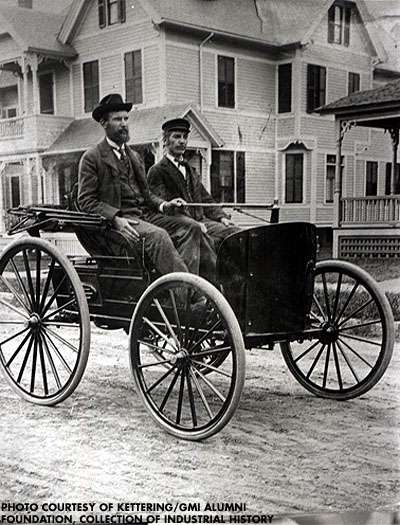 PHOTO COURTESY OF KETTERING/GMI ALUMNI
FOUNDATION, COLLECTION OF INDUSTRIAL HISTORY